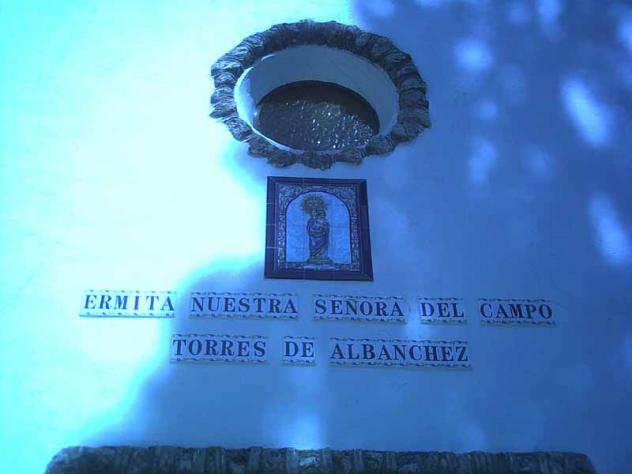 ERMITA NUESTRA SEÑORA DEL CAMPO
TORRES DE ALBANCHEZ